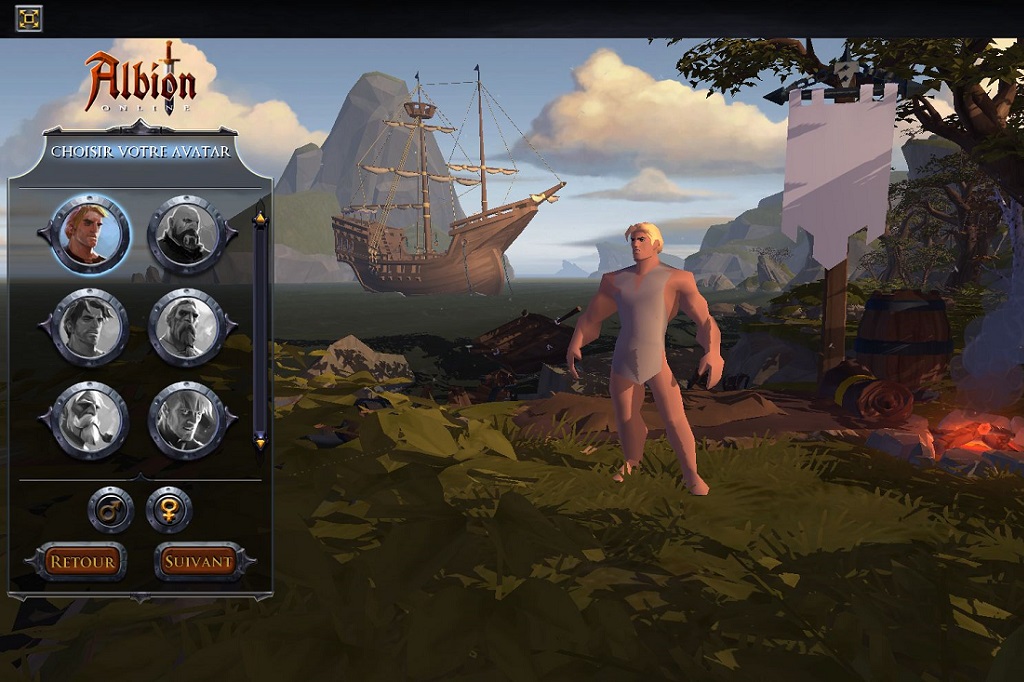 Albion
ONLINE
CHOISIR VOTRE AVATAR
RETOUR
SUIVANT